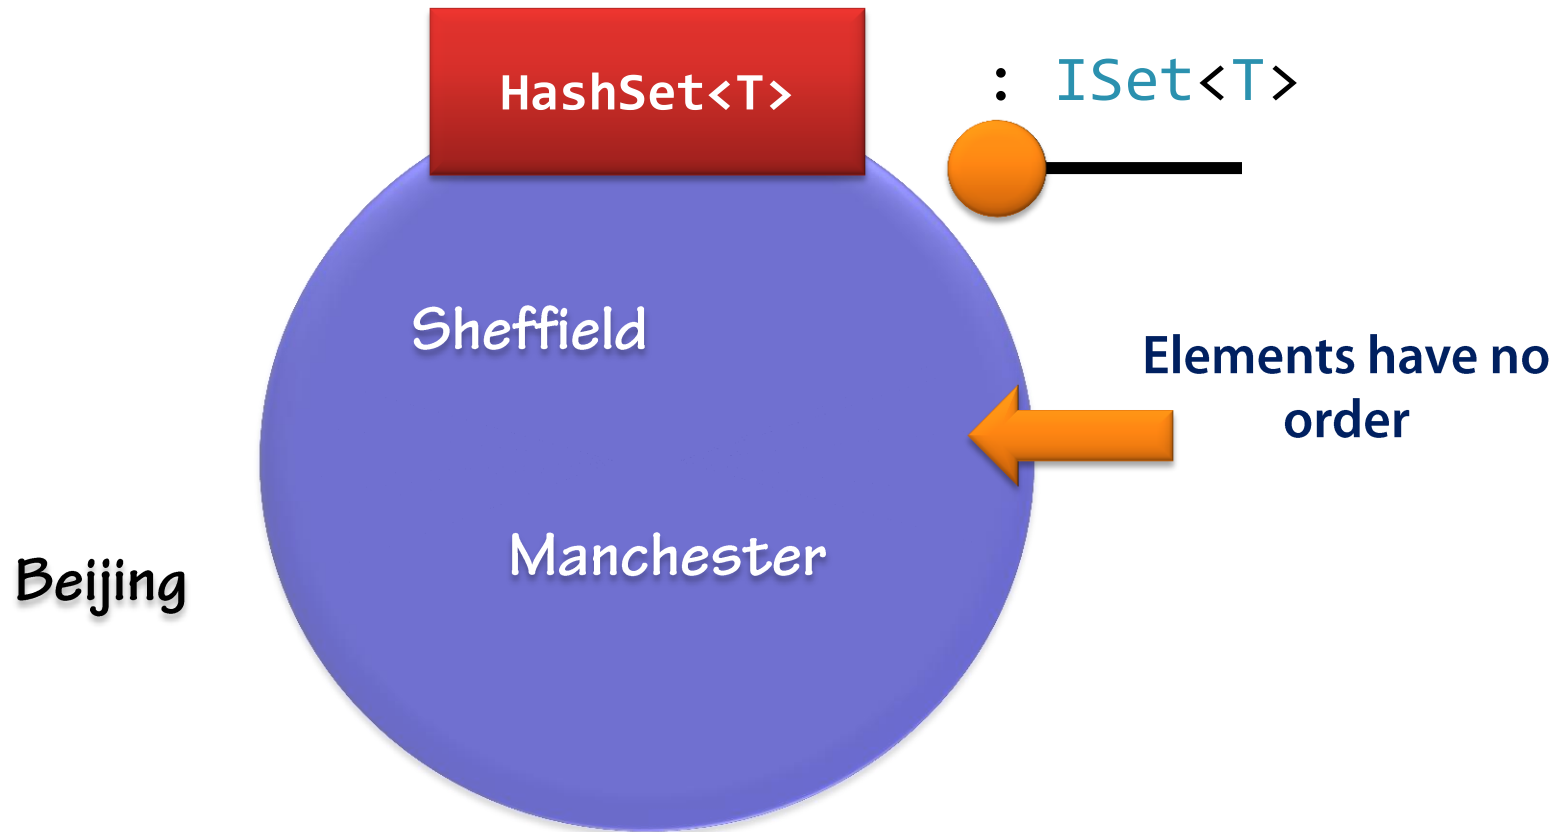 HashSet<T>
: ISet<T>
Sheffield
Elements have no
order
Manchester
Beijing